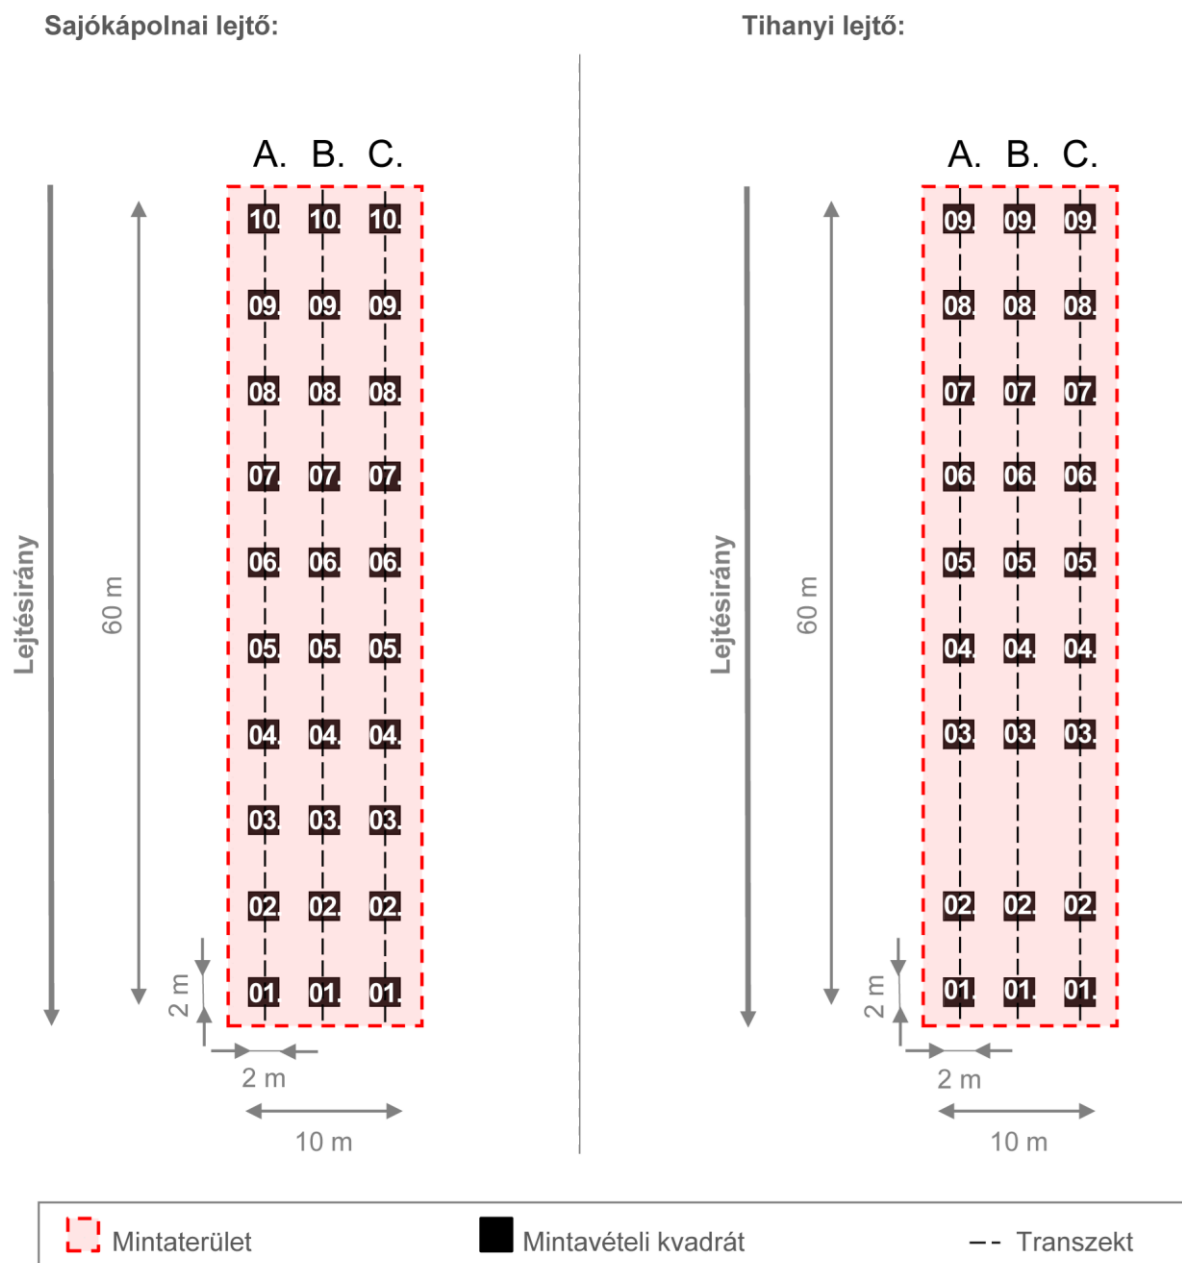 Sajókápolnai lejtő:
Tihanyi lejtő:
A. B. C.
10. 10. 10.
09. 09. 09.
08. 08. 08.
07. 07. 07.
06. 06. 06.
05. 05. 05.
04. 04. 04.
03. 03. 03.
02. 02. 02.
01. 01. 01.
Lejtésirány
60 m
2 m
2 m
10 m
A. B. C.
09. 09. 09.
08. 08. 08.
07. 07. 07.
06. 06. 06.
05. 05. 05.
04. 04. 04.
03. 03. 03.
02. 02. 02.
01. 01. 01.
Lejtésirány
60 m
2 m
2 m
10 m
Mintaterület
Mintavételi kvadrát
Transzekt